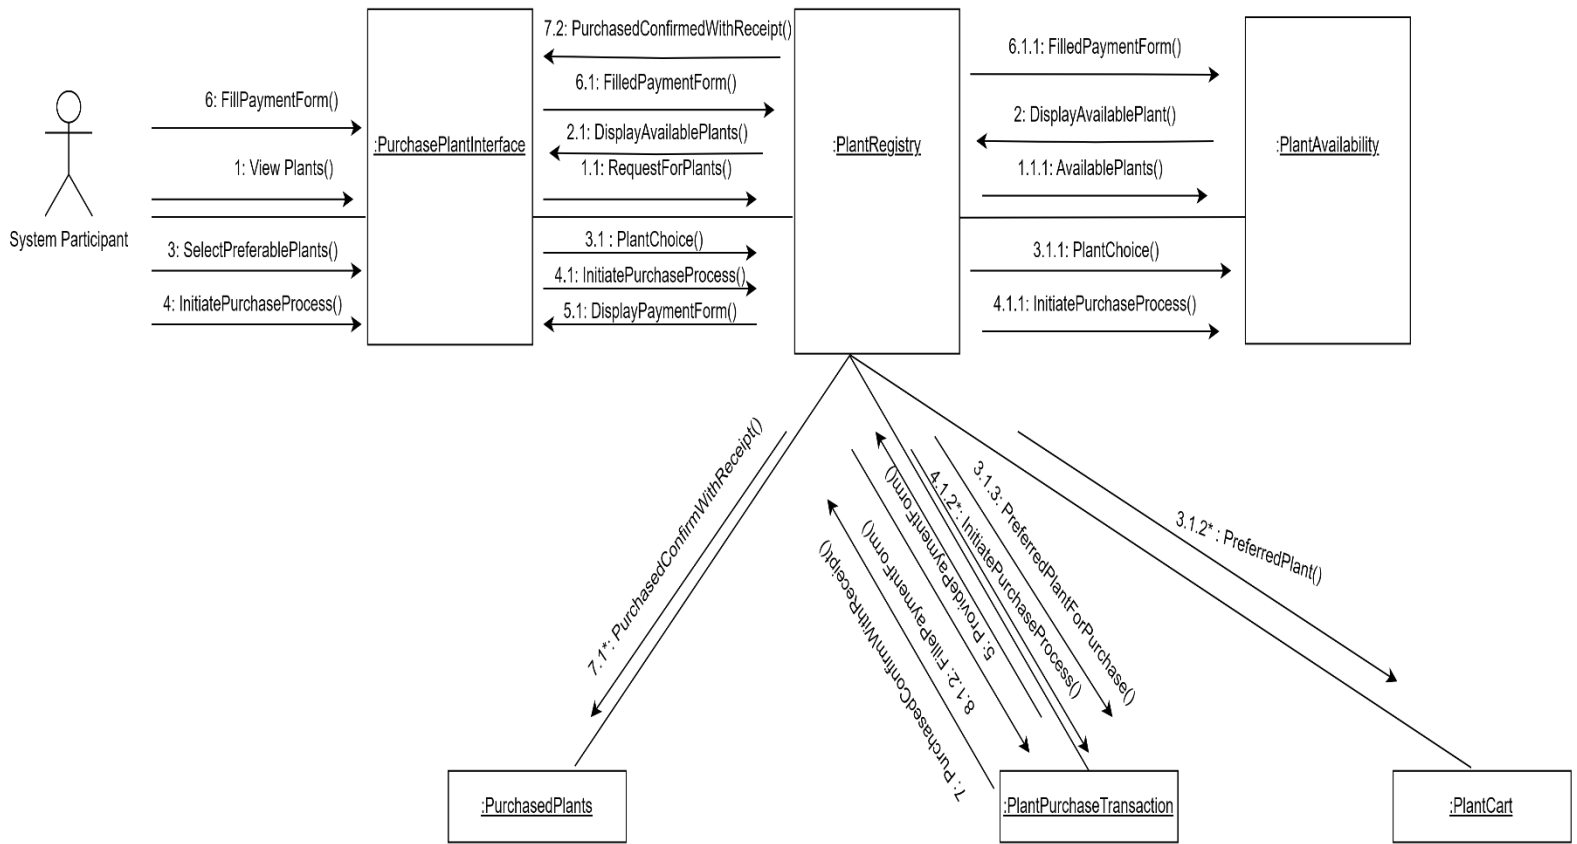 7.2: PurchasedConfirmedWithReceipt()
6.1.1: FilledPaymentForm()
6: FillPaymentForm()
6.1: FilledPaymentForm()
2: DisplayAvailablePlant()
2.1: DisplayAvailablePlants()
:PurchasePlantInterface
:PlantRegistry
:PlantAvailability
1: View Plants()
1.1: RequestForPlants()
1.1.1: AvailablePlants()
System Participant
3: SelectPreferablePlants()
3.1 : PlantChoice()
3.1.1: PlantChoice()
4.1: InitiatePurchaseProcess()
4: InitiatePurchaseProcess()
5.1: DisplayPaymentForm()
4.1.1: InitiatePurchaseProcess()
7.1*: PurchasedConfirmWithReceipt()
7: PurchasedConfirmWithReceipt()
8.1.2: FillePaymentForm()
5: ProvidePaymentForm()
4.1.2*: InitiatePurchaseProcess()
3.1.3: PreferredPlantForPurchase()
3.1.2* : PreferredPlant()
:PurchasedPlants
:PlantPurchaseTransaction
:PlantCart